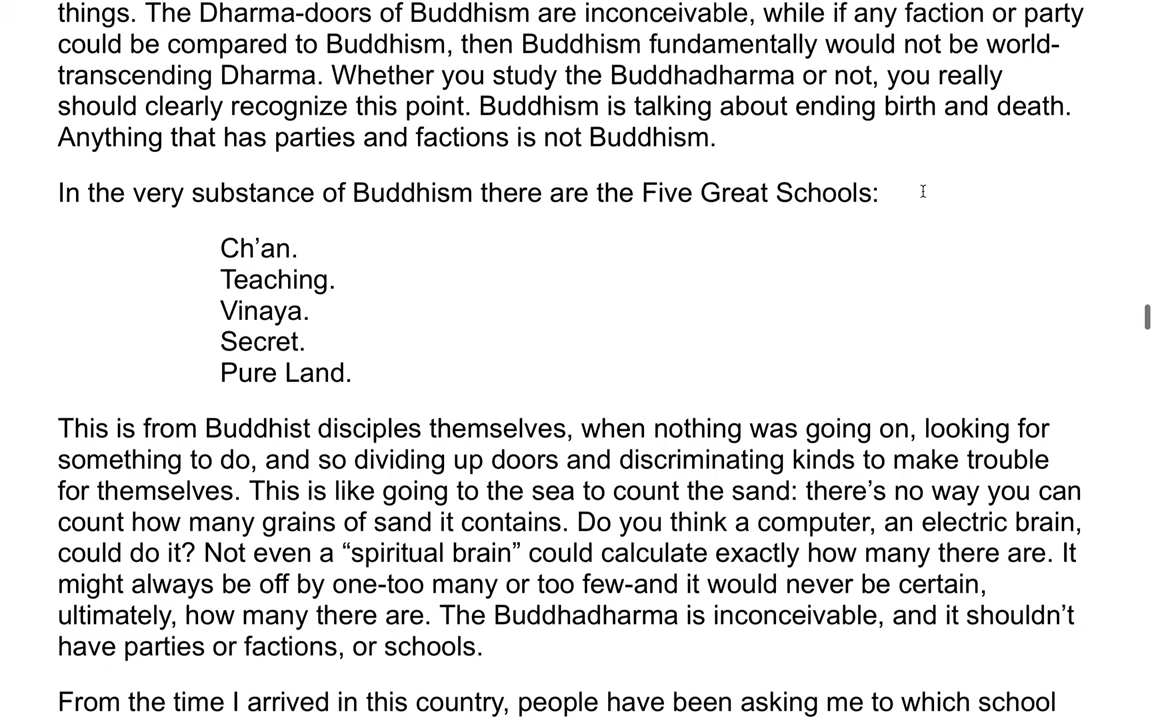 things. The Dharma-doors of Buddhism are inconceivable, while if any faction or party
could be compared to Buddhism, then Buddhism fundamentally would not be world-
transcending Dharma. Whether you study the Buddhadharma or not, you really
should clearly recognize this point. Buddhism is talking about ending birth and death.
Anything that has parties and factions is not Buddhism.
In the very substance of Buddhism there are the Five Great Schools:
Ch’an.
Teaching.
Vinaya.
Secret.
Pure Land.
This is from Buddhist disciples themselves, when nothing was going on, looking for
something to do, and so dividing up doors and discriminating kinds to make trouble
for themselves. This is like going to the sea to count the sand: there’s no way you can
count how many grains of sand it contains. Do you think a computer, an electric brain,
could do it? Not even a “spiritual brain” could calculate exactly how many there are. It
might always be off by one-too many or too few-and it would never be certain,
ultimately, how many there are. The Buddhadharma is inconceivable, and it shouldn’t
have parties or factions, or schools.
From the time I arrived in this country, people have been asking me to which school